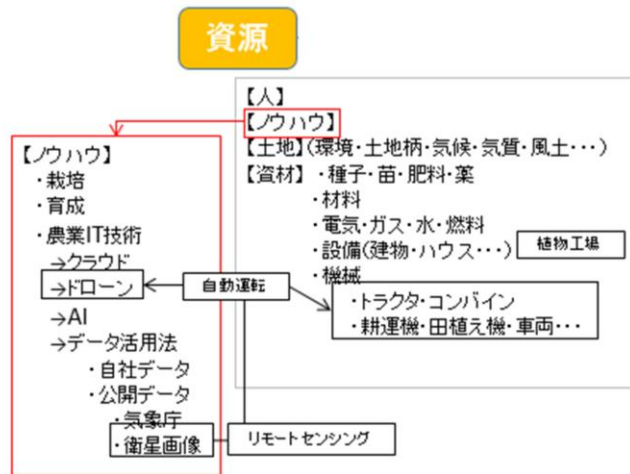 資源
【人】
【ノウハウ】
【土地】(環境・土地柄・気候・気質・風土・・・)
【資材】・種子・苗・肥料・薬
・材料
・電気・ガス・水・燃料
・設備(建物・ハウス・・・)
植物工場
・機械
・トラクタ・コンバイン
・耕運機・田植え機・車両・・・
【ノウハウ】
・栽培
・育成
・農業IT技術
→クラウド
→ドローン
自動運転
→AI
→データ活用法
・自社データ
・公開データ
・気象庁
・衛星画像
リモートセンシング